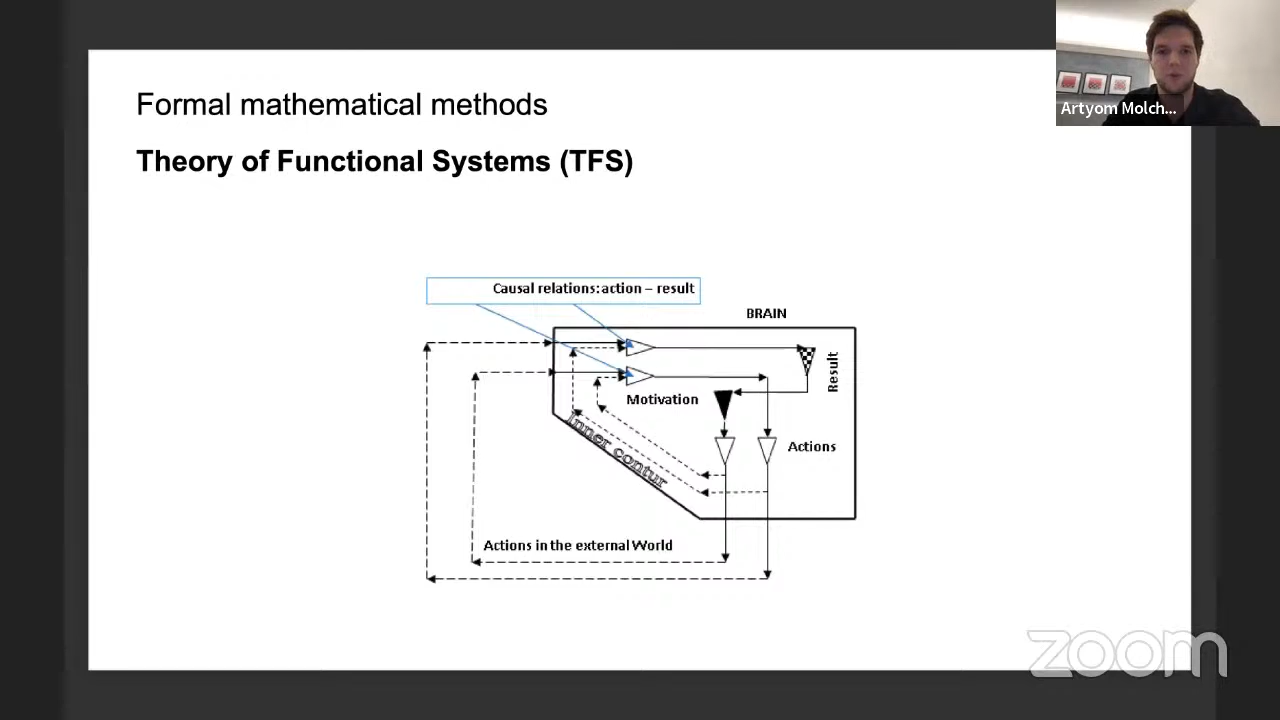 Formal mathematical methods
Theory of Functional Systems (TFS)
Artyom Molch...
Causal relations: action – result
BRAIN
Result
Motivation
Inner contur
Actions
Actions in the external World
zoom